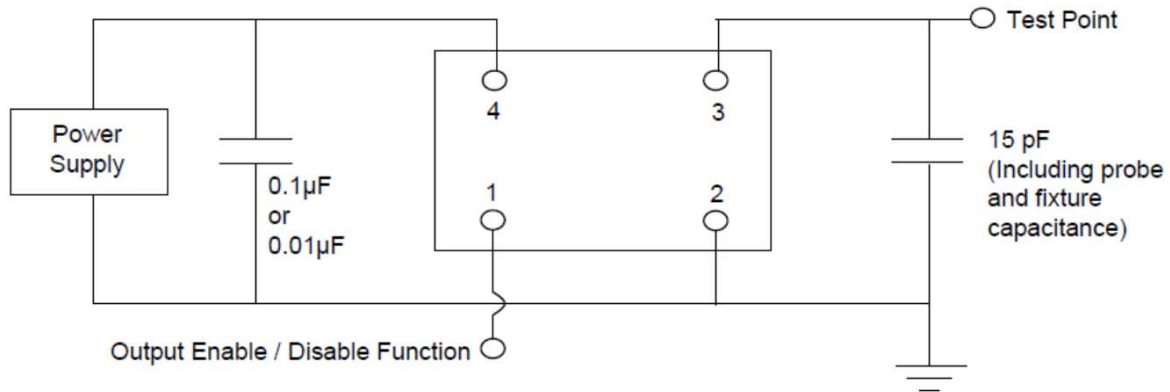 Test Point
4
3
Power
Supply
0.1µF
or
0.01µF
1
2
15 pF
(Including probe
and fixture
capacitance)
Output Enable / Disable Function